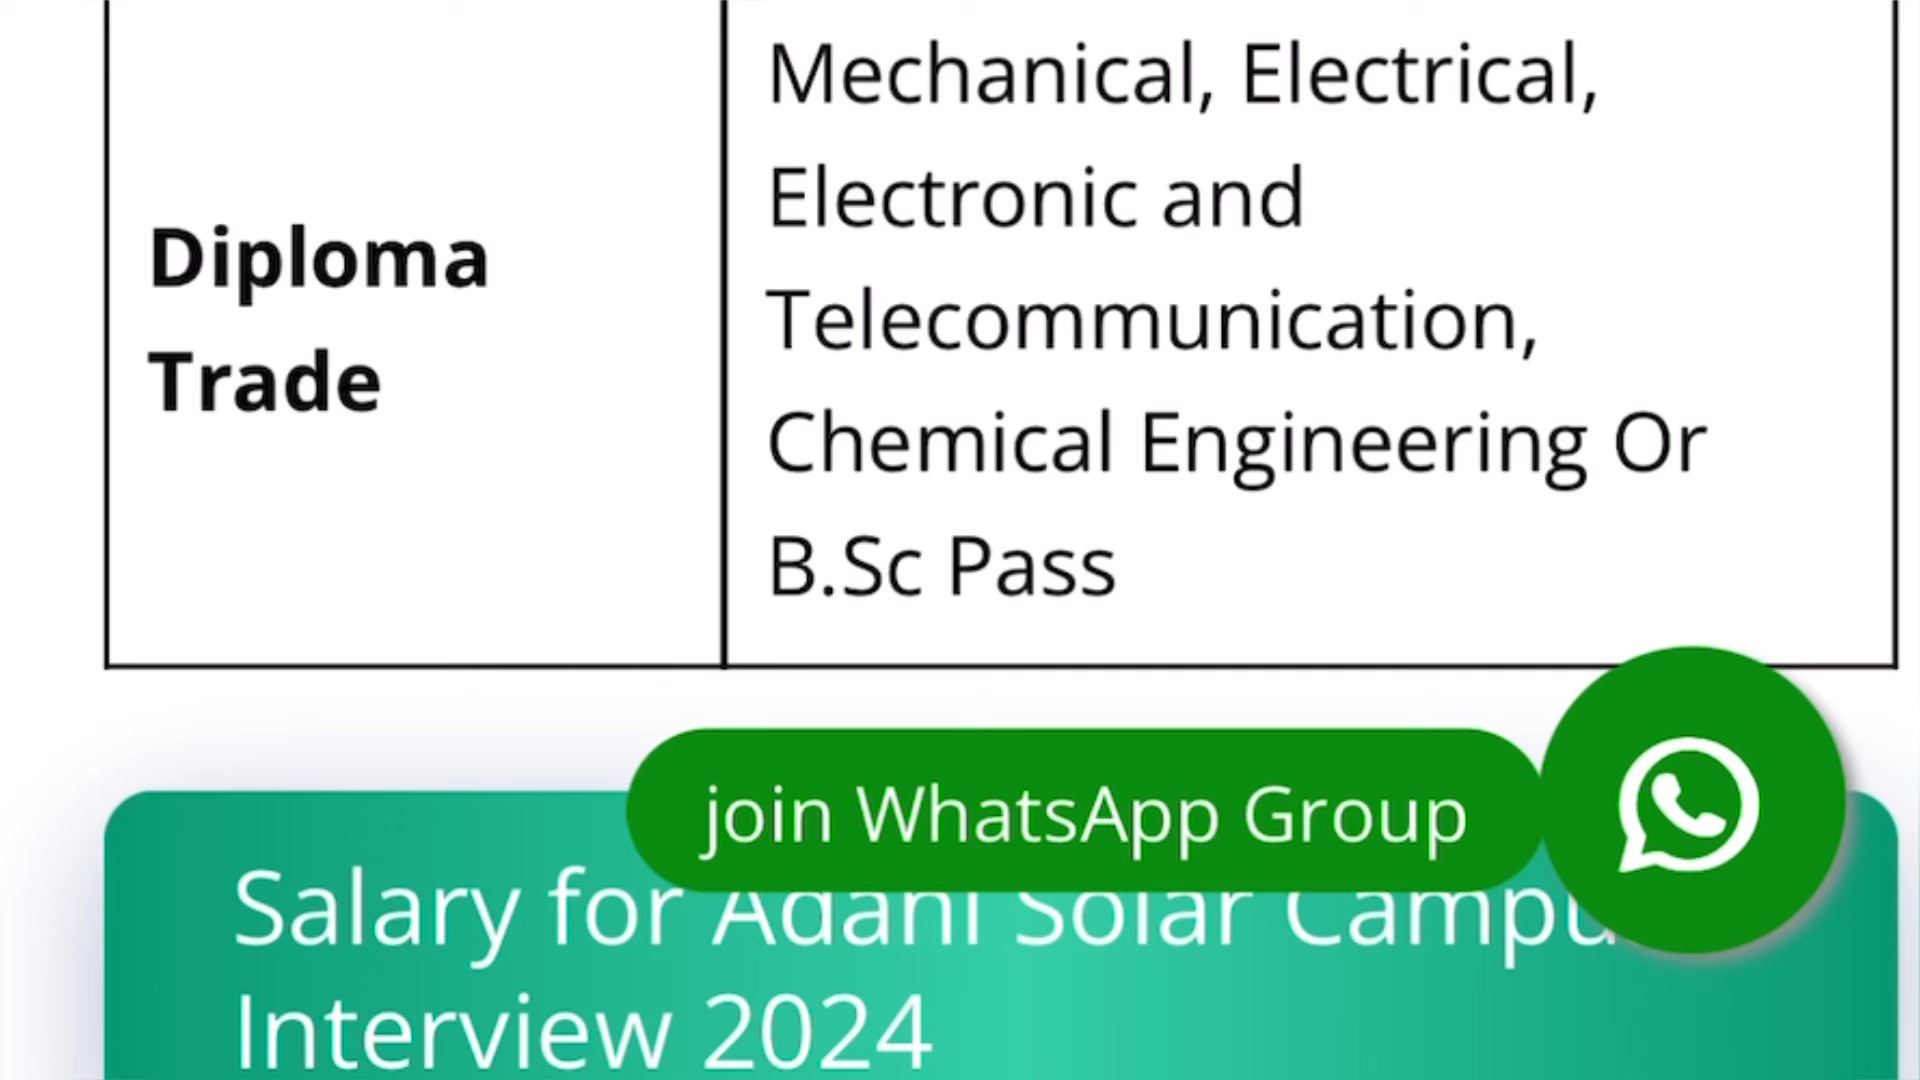 Mechanical, Electrical,
Electronic and
Telecommunication,
Chemical Engineering Or
B.Sc Pass
Diploma
Trade
join WhatsApp Group
Salary for Adani Solar
Interview 2024